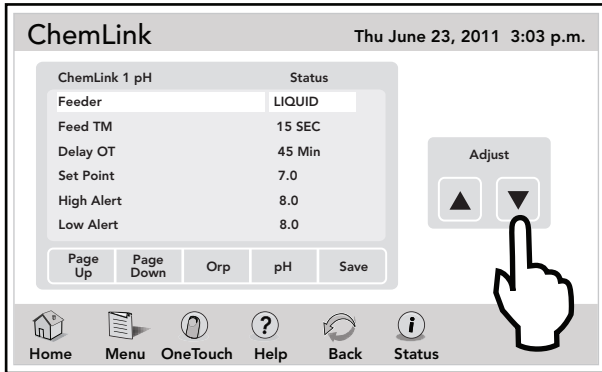 ChemLink
Thu June 23, 2011 3:03 p.m.
ChemLink 1 pH Status
Feeder LIQUID
Feed TM 15 SEC
Delay OT 45 Min
Set Point 7.0
High Alert 8.0
Low Alert 8.0
Page Up Page Down Orp pH Save
Adjust
Home Menu OneTouch Help Back Status